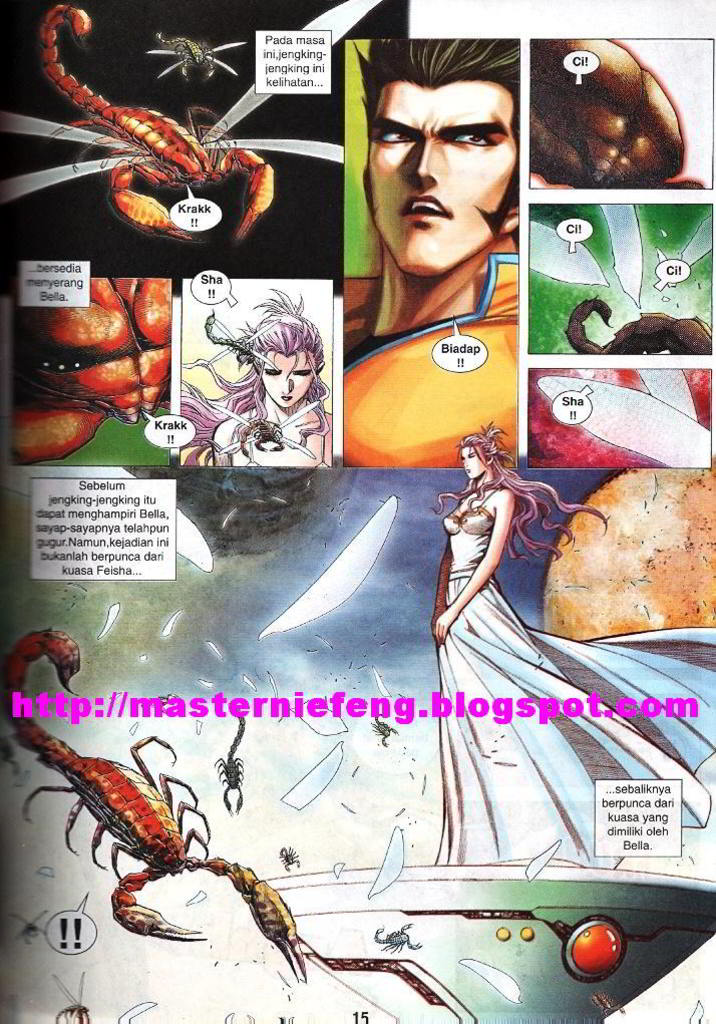 Pada masa
ini,jengking-
jengking ini
kelihatan...
Krakk
!!
Biadap
!!
Ci!
Ci!
Ci!
Sha
!!
...bersedia
menyerang
Bella.
Krakk
!!
Sha
!!
Sebelum
jengking-jengking itu
dapat menghampiri Bella,
sayap-sayapnya telahpun
gugur.Namun,kejadian ini
bukanlah berpunca dari
kuasa Feisha...
http://masterniefeng.blogspot.com
...sebaliknya
berpunca dari
kuasa yang
dimiliki oleh
Bella.
!!
15